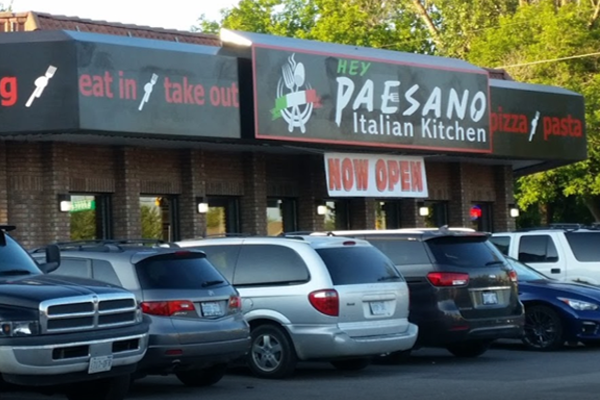 g
eat in take out
HEY
PAESANO
Italian Kitchen
pizza pasta
NOW OPEN